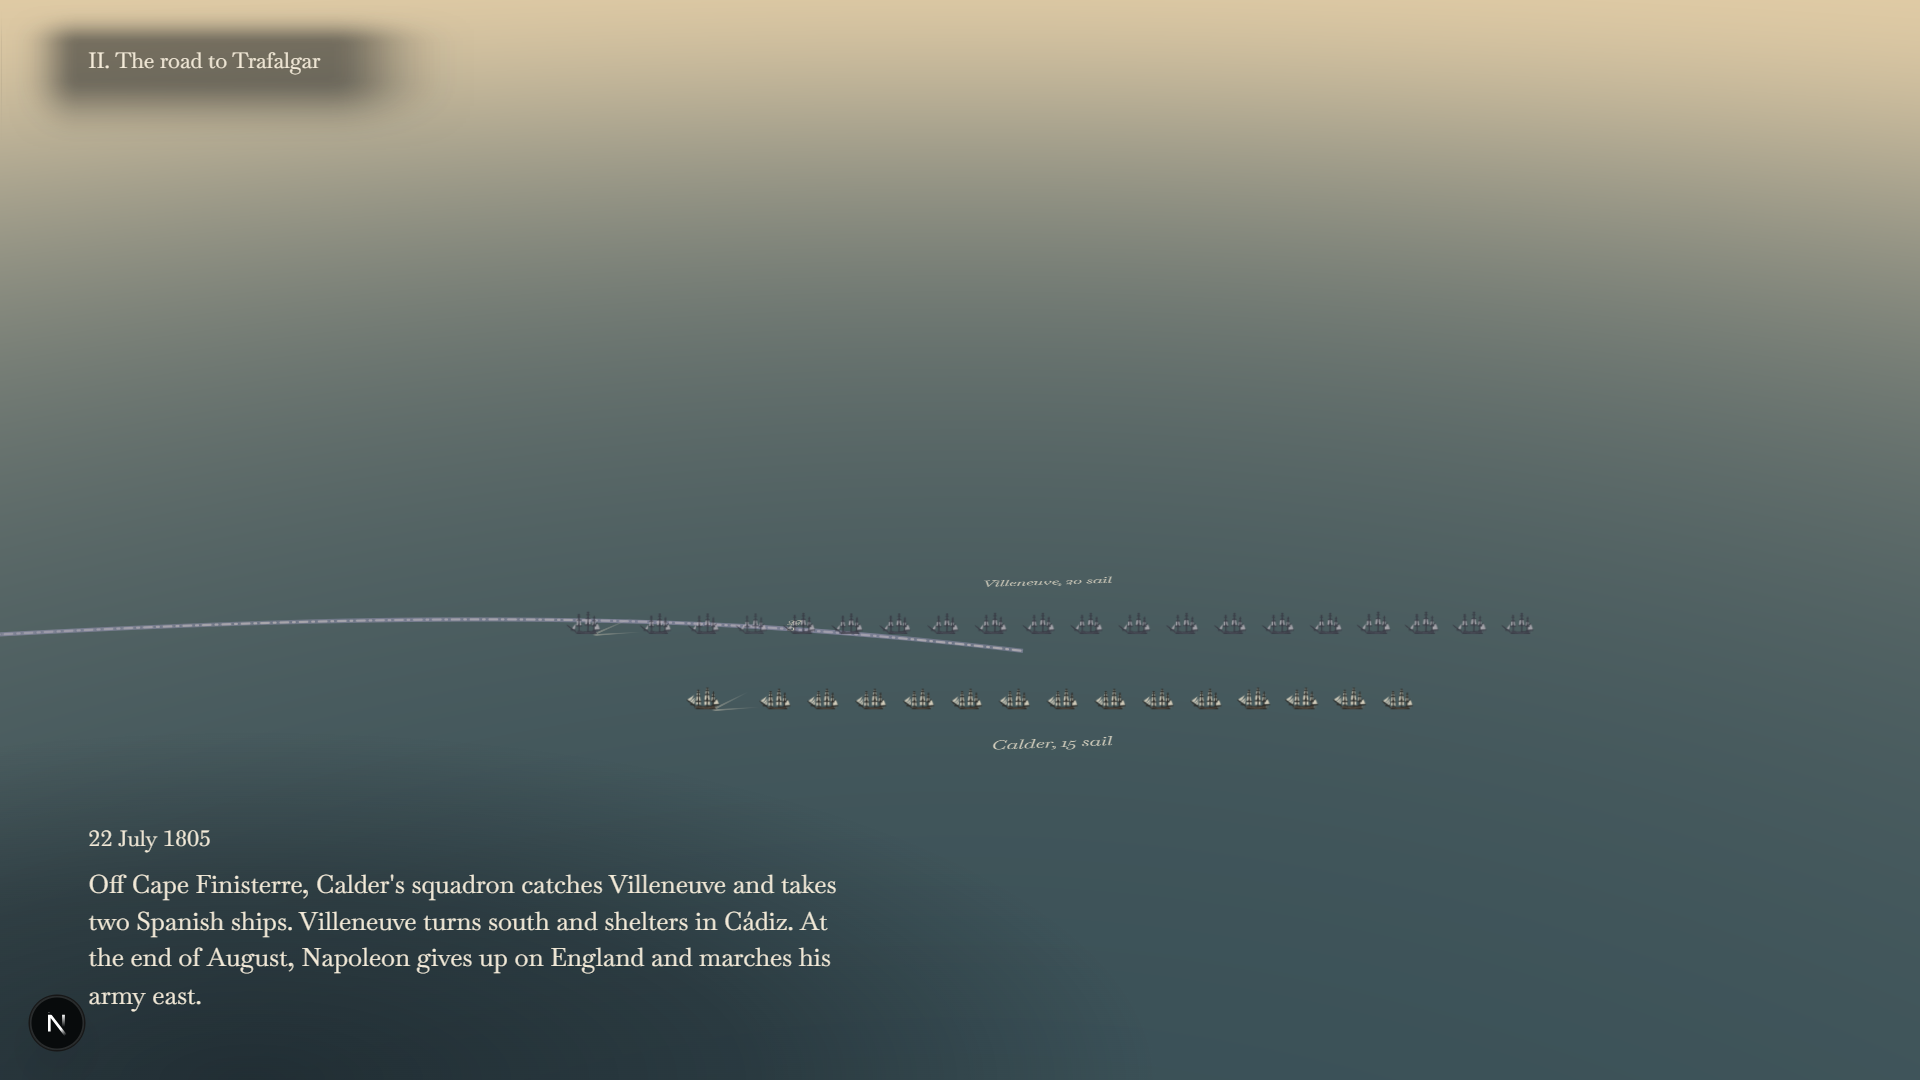 II. The road to Trafalgar
Villeneuve, 20 sail
Calder, 15 sail
22 July 1805
Off Cape Finisterre, Calder's squadron catches Villeneuve and takes
two Spanish ships. Villeneuve turns south and shelters in Cádiz. At
the end of August, Napoleon gives up on England and marches his
army east.
N